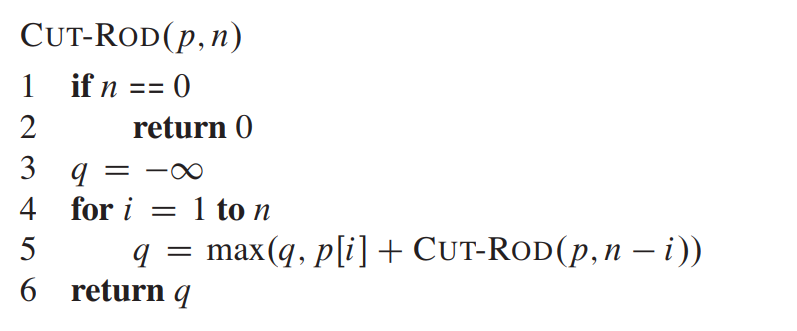 CUT-ROD(p, n)
1 if n == 0
2 return 0
3 q = −∞
4 for i = 1 to n
5 q = max(q, p[i] + CUT-ROD(p, n − i))
6 return q